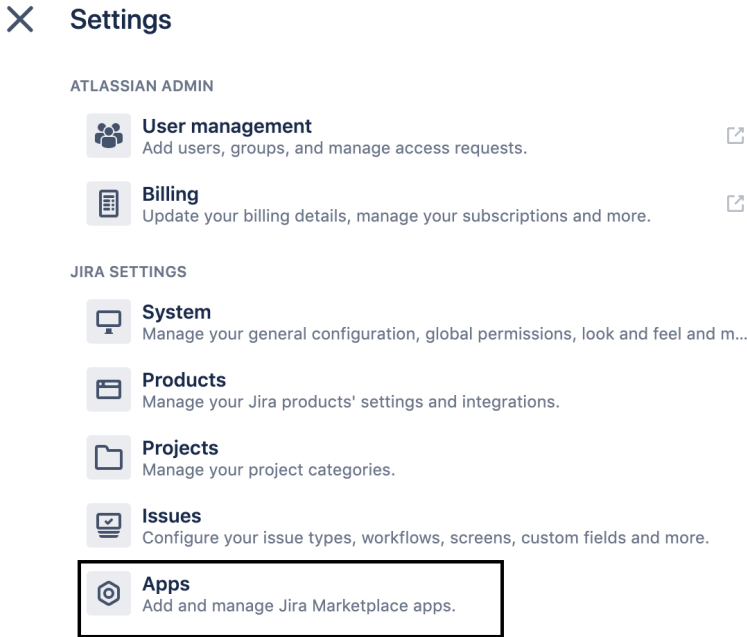 Settings
ATLASSIAN ADMIN
User management
Add users, groups, and manage access requests.
Billing
Update your billing details, manage your subscriptions and more.
JIRA SETTINGS
System
Manage your general configuration, global permissions, look and feel and m...
Products
Manage your Jira products' settings and integrations.
Projects
Manage your project categories.
Issues
Configure your issue types, workflows, screens, custom fields and more.
Apps
Add and manage Jira Marketplace apps.